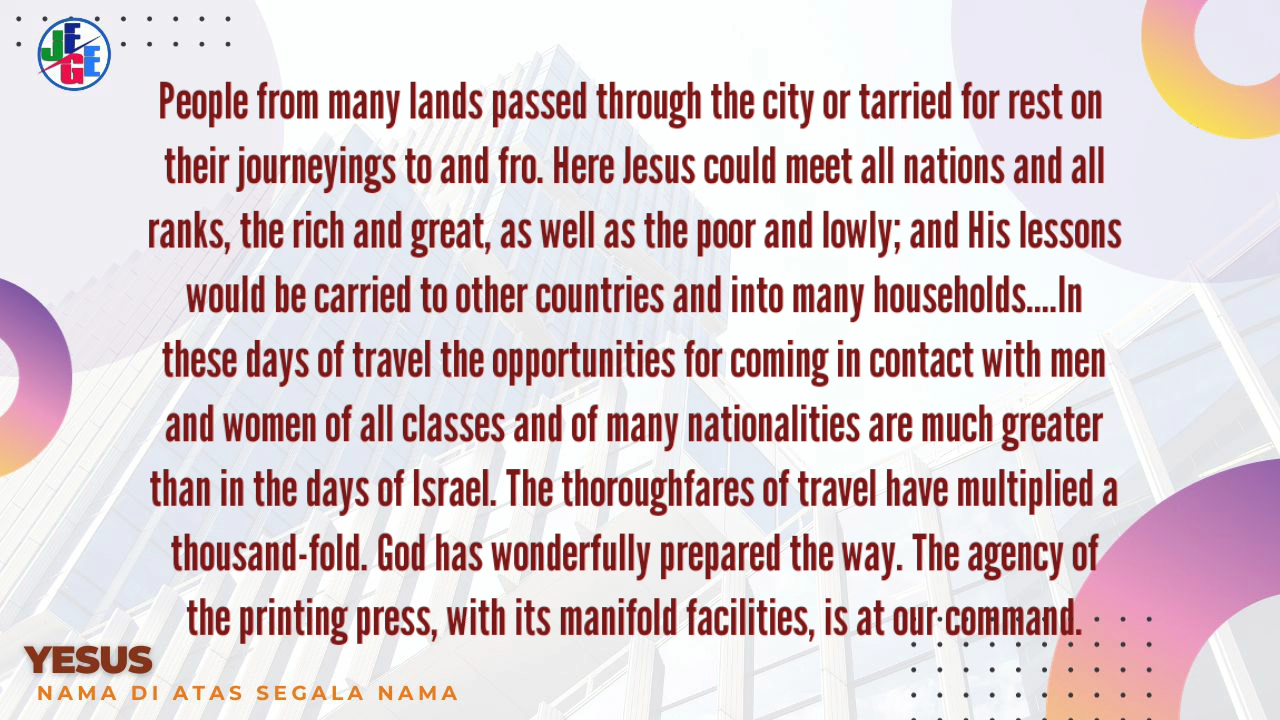 JEGE
People from many lands passed through the city or tarried for rest on
their journeyings to and fro. Here Jesus could meet all nations and all
ranks, the rich and great, as well as the poor and lowly; and His lessons
would be carried to other countries and into many households....In
these days of travel the opportunities for coming in contact with men
and women of all classes and of many nationalities are much greater
than in the days of Israel. The thoroughfares of travel have multiplied a
thousand-fold. God has wonderfully prepared the way. The agency of
the printing press, with its manifold facilities, is at our command.
YESUS
NAMA DI ATAS SEGALA NAMA